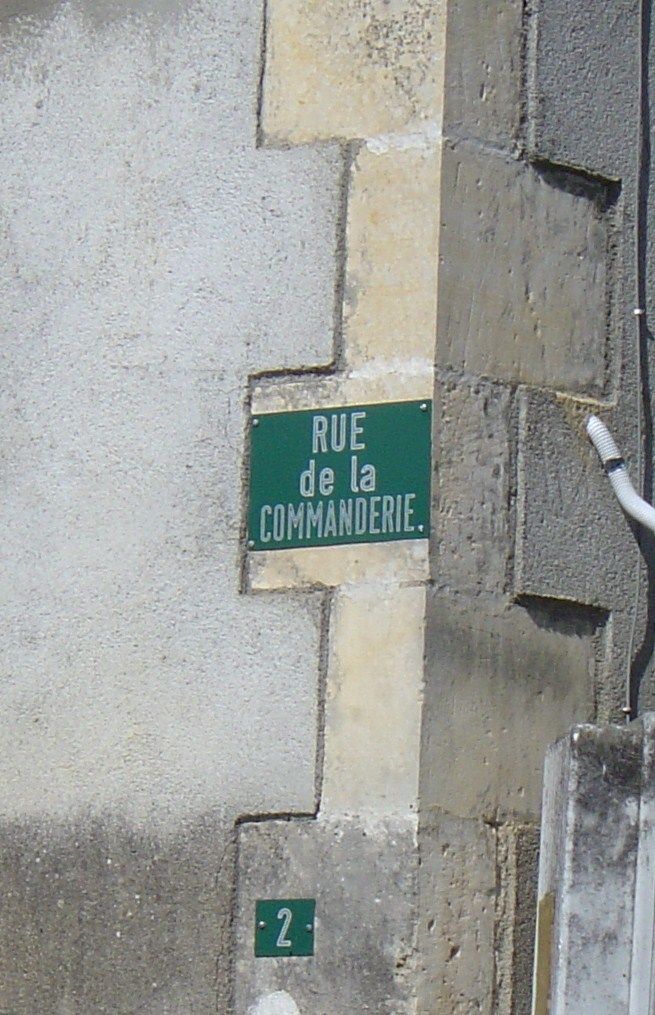 RUE
de la
COMMANDERIE.
2